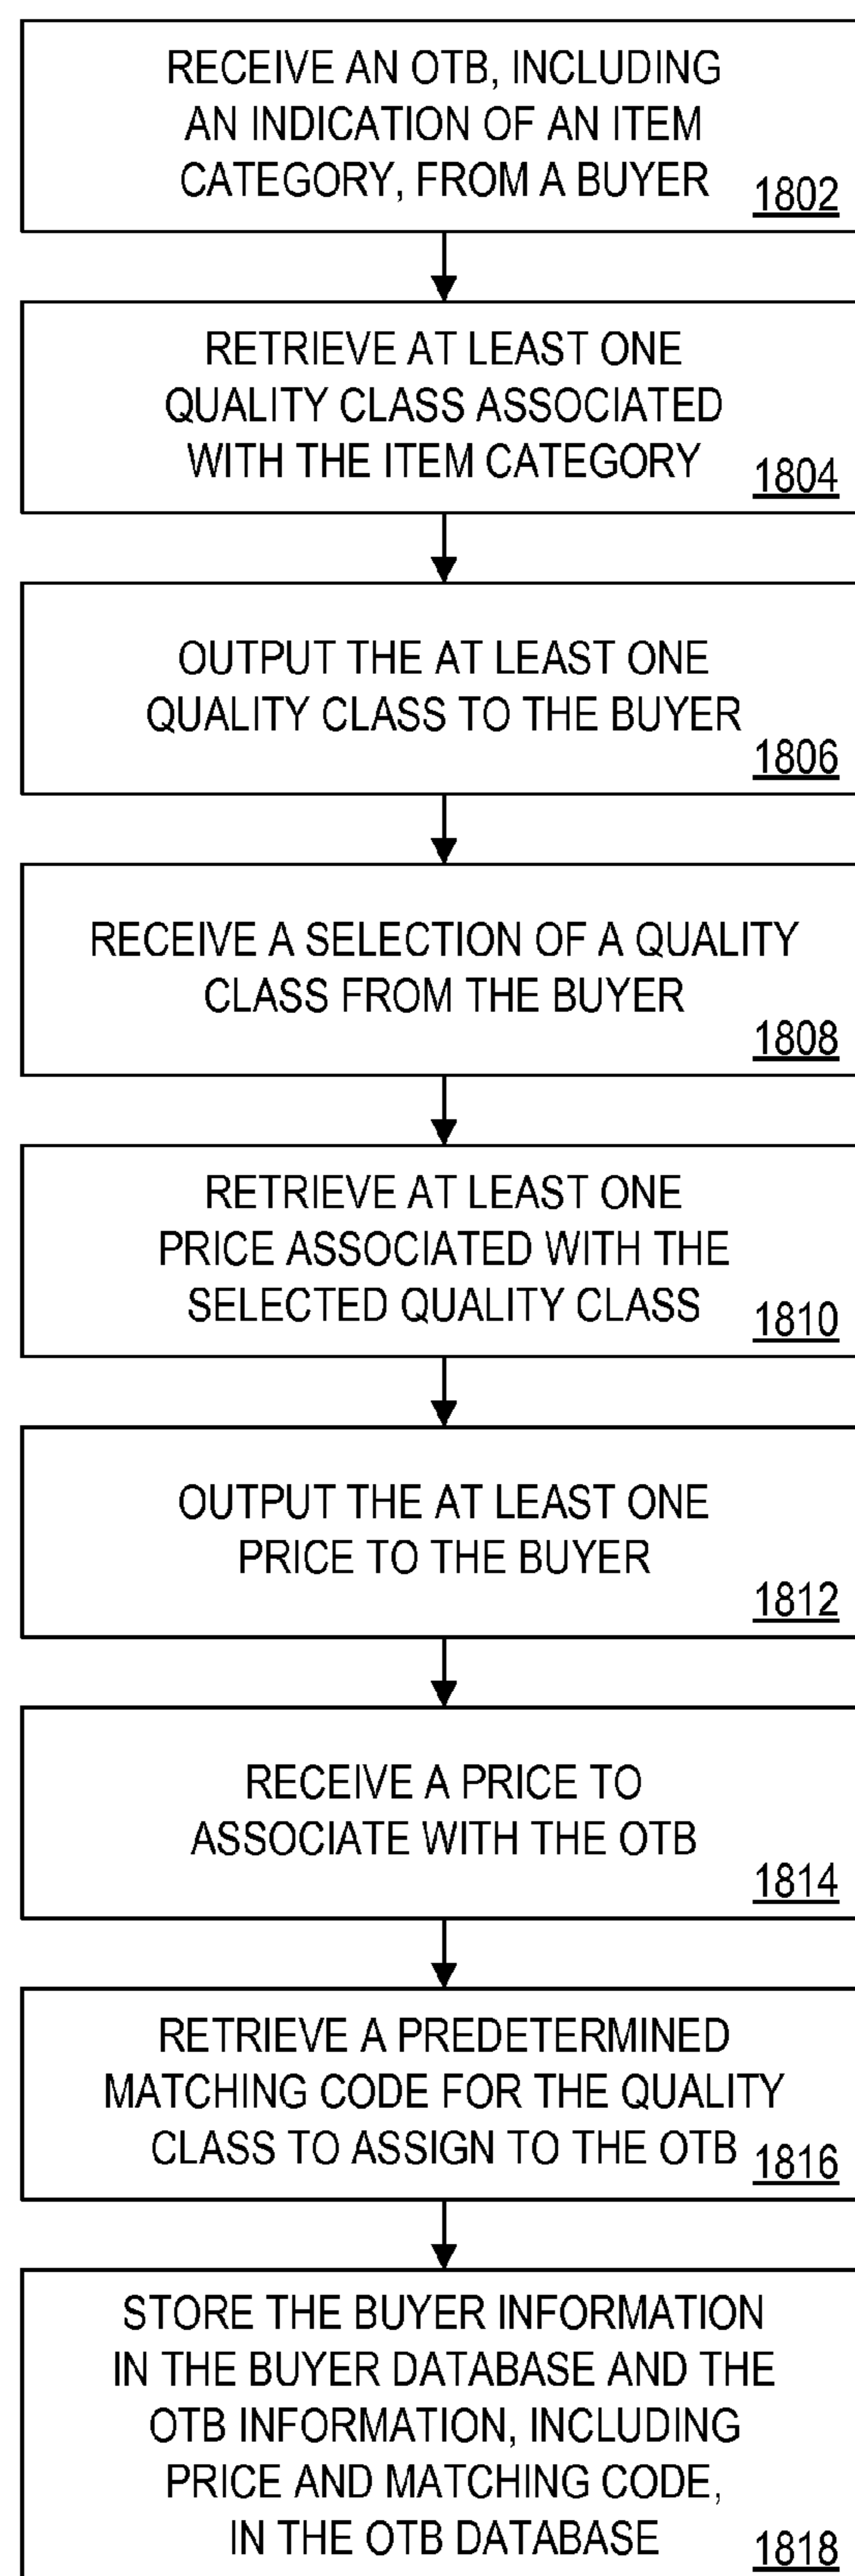 RECEIVE AN OTB, INCLUDING
AN INDICATION OF AN ITEM
CATEGORY, FROM A BUYER
1802
RETRIEVE AT LEAST ONE
QUALITY CLASS ASSOCIATED
WITH THE ITEM CATEGORY
1804
OUTPUT THE AT LEAST ONE
QUALITY CLASS TO THE BUYER
1806
RECEIVE A SELECTION OF A QUALITY
CLASS FROM THE BUYER
1808
RETRIEVE AT LEAST ONE
PRICE ASSOCIATED WITH THE
SELECTED QUALITY CLASS
1810
OUTPUT THE AT LEAST ONE
PRICE TO THE BUYER
1812
RECEIVE A PRICE TO
ASSOCIATE WITH THE OTB
1814
RETRIEVE A PREDETERMINED
MATCHING CODE FOR THE QUALITY
CLASS TO ASSIGN TO THE OTB
1816
STORE THE BUYER INFORMATION
IN THE BUYER DATABASE AND THE
OTB INFORMATION, INCLUDING
PRICE AND MATCHING CODE,
IN THE OTB DATABASE
1818